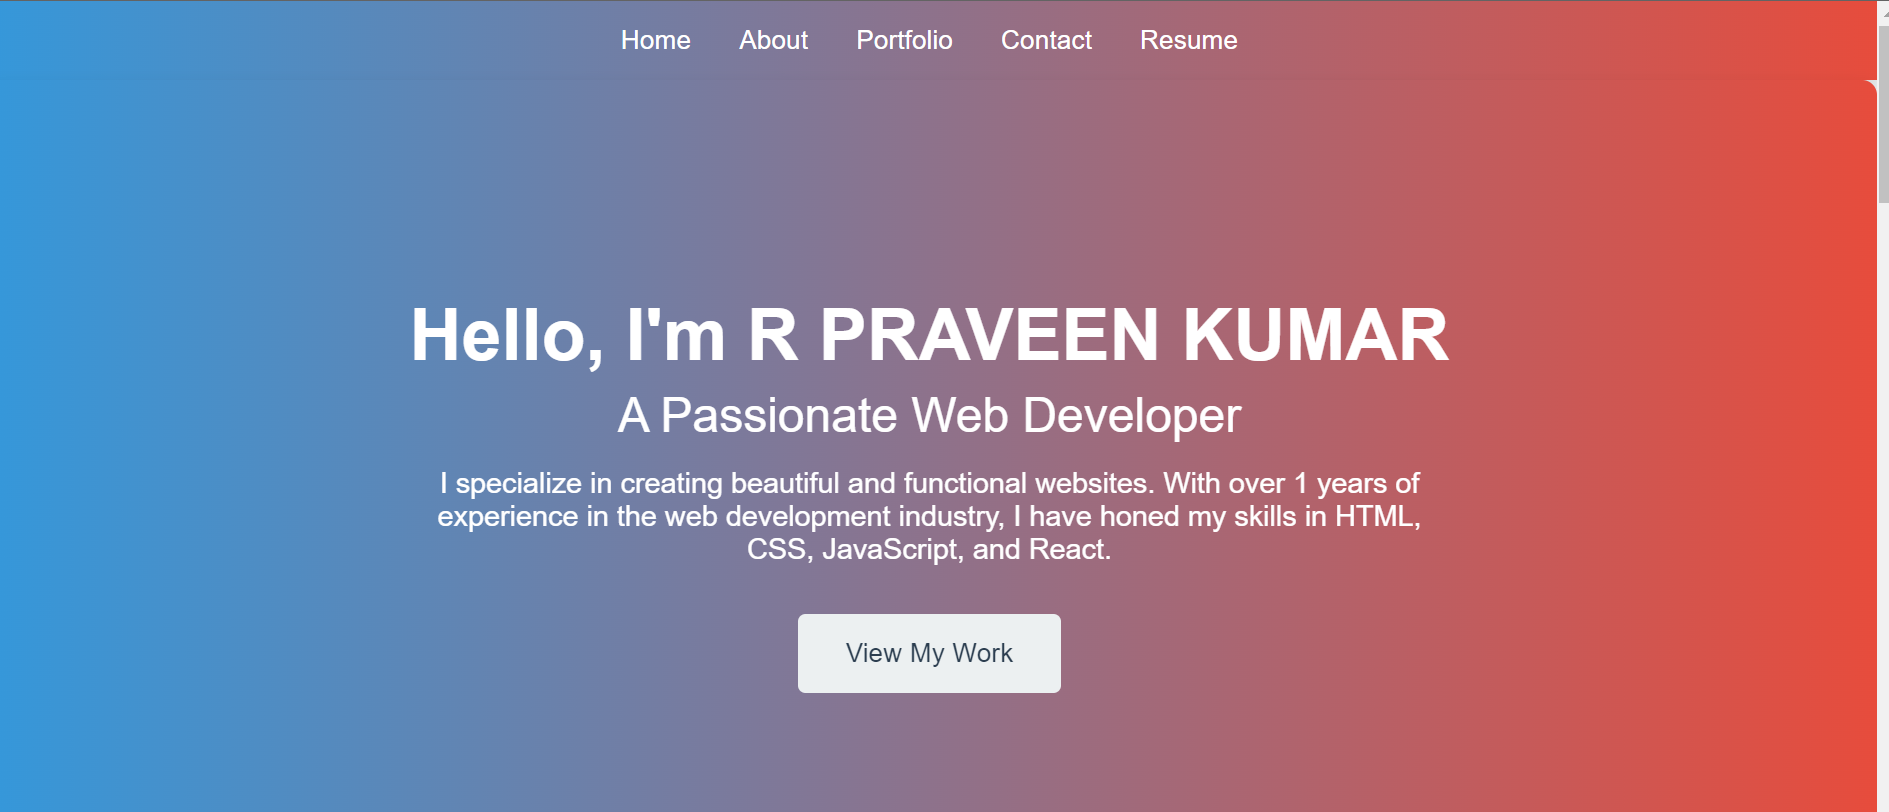 Home About Portfolio Contact Resume
Hello, I'm R PRAVEEN KUMAR
A Passionate Web Developer
I specialize in creating beautiful and functional websites. With over 1 years of
experience in the web development industry, I have honed my skills in HTML,
CSS, JavaScript, and React.
View My Work